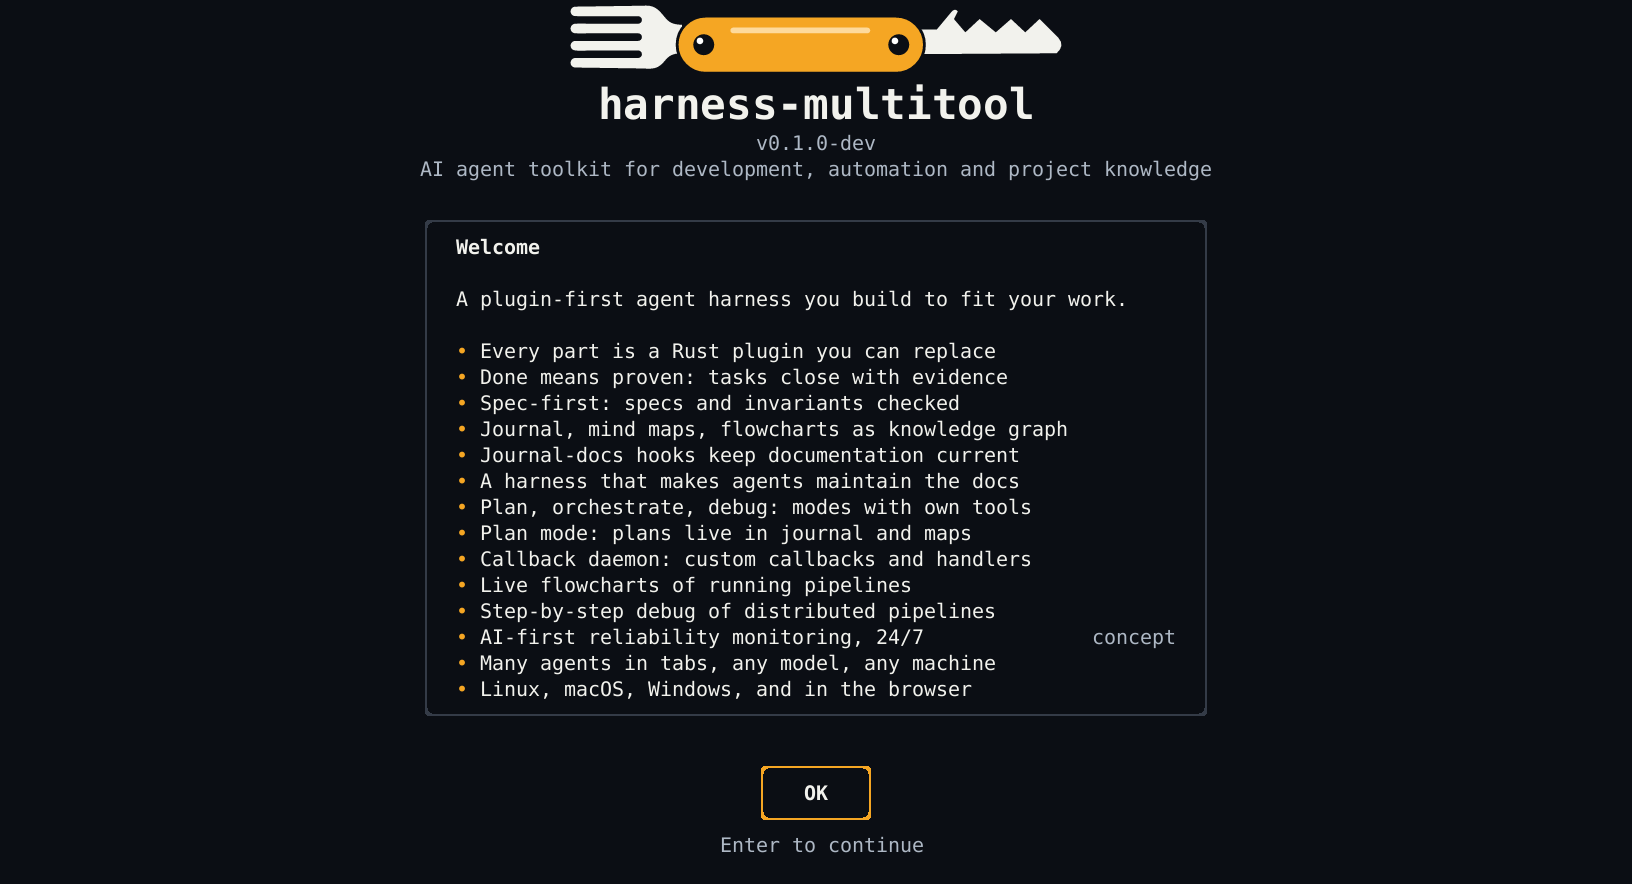 harness-multitool
v0.1.0-dev
AI agent toolkit for development, automation and project knowledge
Welcome
A plugin-first agent harness you build to fit your work.
• Every part is a Rust plugin you can replace
• Done means proven: tasks close with evidence
• Spec-first: specs and invariants checked
• Journal, mind maps, flowcharts as knowledge graph
• Journal-docs hooks keep documentation current
• A harness that makes agents maintain the docs
• Plan, orchestrate, debug: modes with own tools
• Plan mode: plans live in journal and maps
• Callback daemon: custom callbacks and handlers
• Live flowcharts of running pipelines
• Step-by-step debug of distributed pipelines
• AI-first reliability monitoring, 24/7 concept
• Many agents in tabs, any model, any machine
• Linux, macOS, Windows, and in the browser
OK
Enter to continue